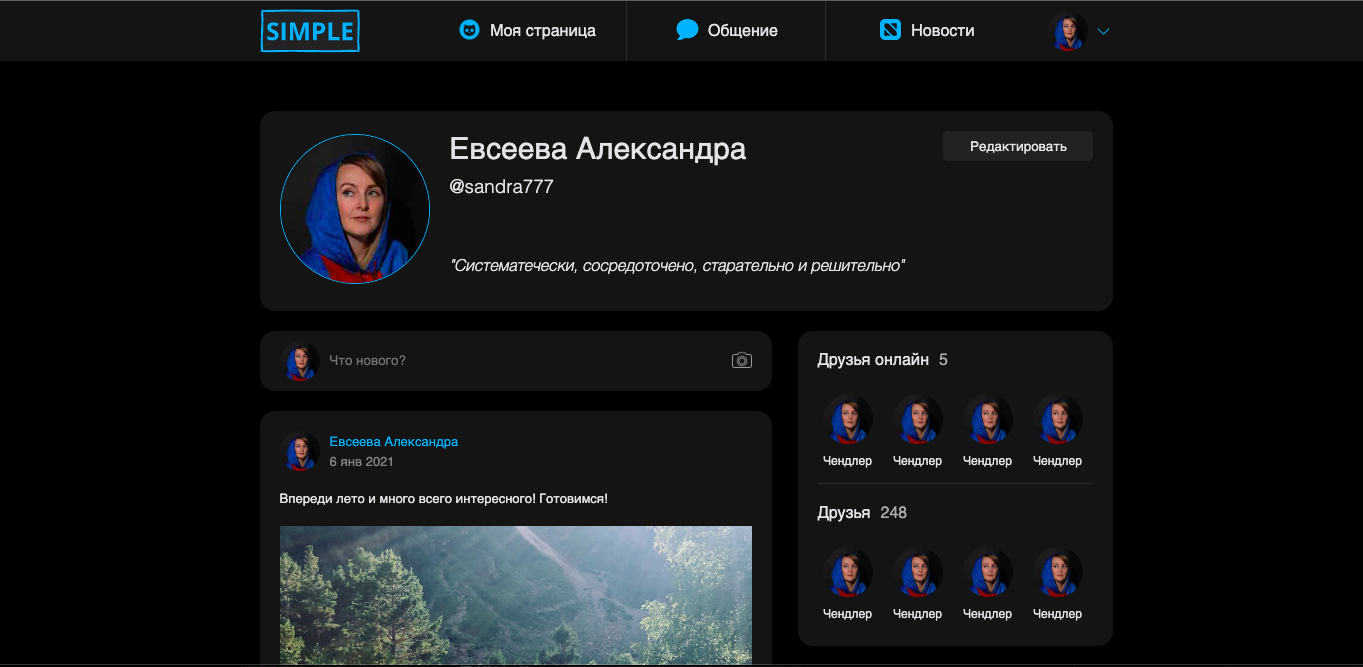 SIMPLE
Моя страница
Общение
Новости
Евсеева Александра
Редактировать
@sandra777
"Систематечески, сосредоточено, старательно и решительно"
Что нового?
Евсеева Александра
6 янв 2021
Впереди лето и много всего интересного! Готовимся!
Друзья онлайн 5
Чендлер Чендлер Чендлер Чендлер
Друзья 248
Чендлер Чендлер Чендлер Чендлер